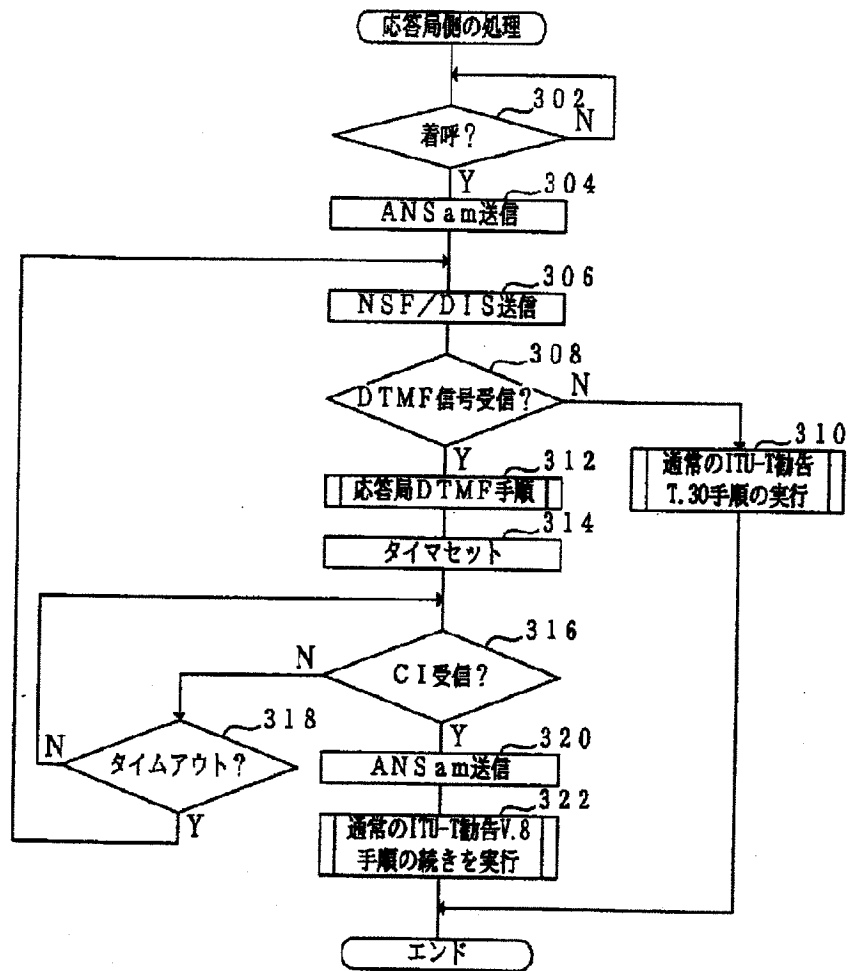 応答局側の処理
302
着呼?
N
Y
304
ANSam送信
306
NSF/DIS送信
308
DTMF信号受信?
N
Y
310
通常のITU-T勧告
T.30手順の実行
312
応答局DTMF手順
314
タイマセット
316
CI受信?
N
Y
318
タイムアウト?
N
Y
320
ANSam送信
322
通常のITU-T勧告V.8
手順の続きを実行
エンド